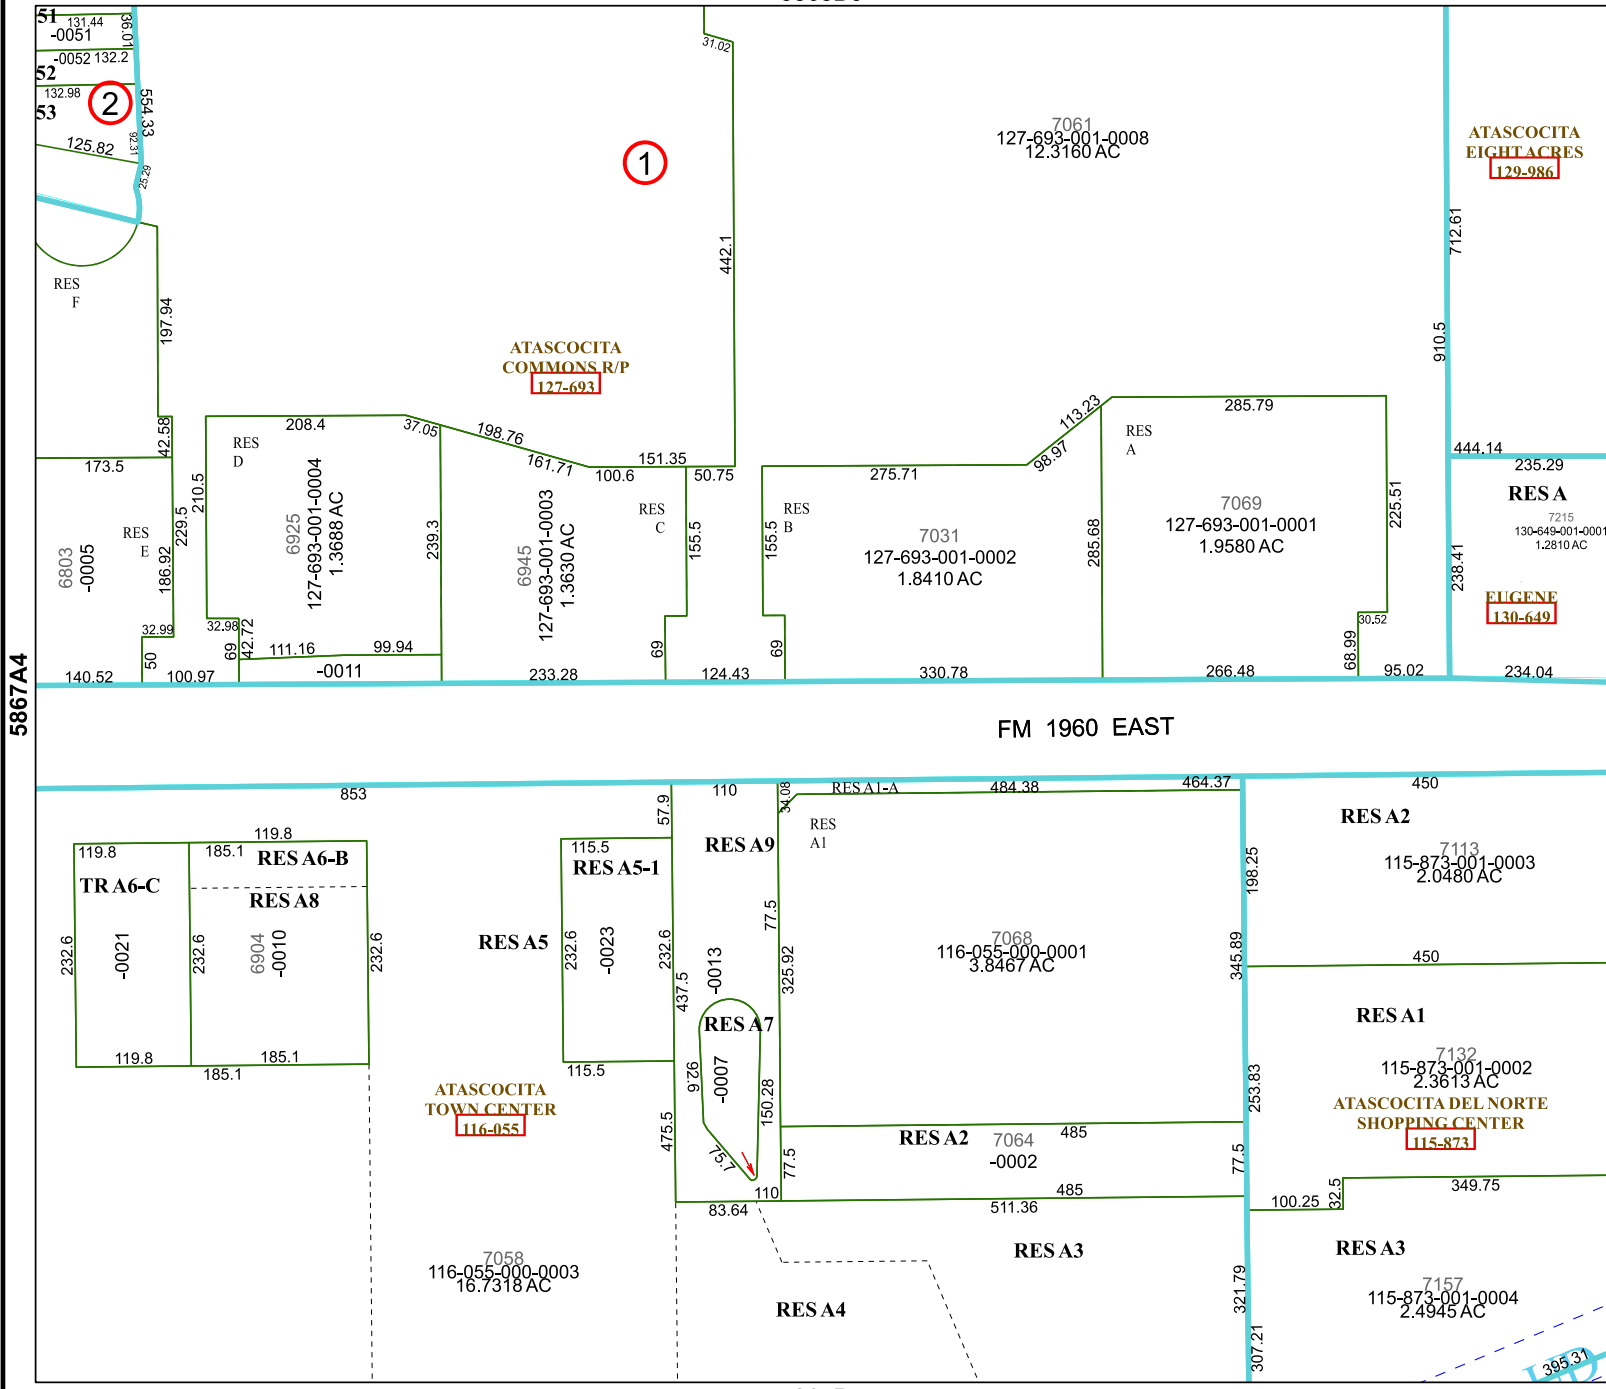 51
131.44
-0051
36.01
-0052 132.2
52
132.98
53
2
554.33
92.31
125.82
25.29
31.02
1
7061
127-693-001-0008
12.3160 AC
ATASCOCITA
EIGHT ACRES
129-986
712.61
442.1
910.5
RES
F
197.94
ATASCOCITA
COMMONS R/P
127-693
208.4
37.05
198.76
161.71
151.35
100.6
50.75
42.58
173.5
RES
D
210.5
229.5
186.92
RES
E
6803
-0005
6925
127-693-001-0004
1.3688 AC
239.3
6945
127-693-001-0003
1.3630 AC
RES
C
155.5
155.5
RES
B
275.71
98.97
113.23
285.79
RES
A
7031
127-693-001-0002
1.8410 AC
285.68
7069
127-693-001-0001
1.9580 AC
225.51
444.14
235.29
RES A
7215
130-649-001-0001
1.2810 AC
238.41
EUGENE
130-649
32.99
50
32.98
69
42.72
111.16
99.94
-0011
69
69
30.52
68.99
140.52
100.97
233.28
124.43
330.78
266.48
95.02
234.04
5867A4
FM 1960 EAST
853
57.9
110
34.08
RES A1-A
484.38
464.37
450
RES
A1
RES A2
119.8
119.8
185.1
RES A6-B
TR A6-C
RES A8
115.5
RES A5-1
RES A9
7113
115-873-001-0003
2.0480 AC
198.25
232.6
-0021
232.6
6904
-0010
232.6
RES A5
232.6
-0023
232.6
437.5
-0013
77.5
325.92
7068
116-055-000-0001
3.8467 AC
345.89
450
RES A1
RES A7
92.6
-0007
150.28
119.8
185.1
185.1
115.5
7132
115-873-001-0002
2.3613 AC
253.83
ATASCOCITA
TOWN CENTER
116-055
ATASCOCITA DEL NORTE
SHOPPING CENTER
115-873
475.5
75.7
77.5
RES A2
7064
-0002
485
77.5
110
83.64
485
511.36
100.25
32.5
349.75
RES A3
RES A3
7058
116-055-000-0003
16.7318 AC
RES A4
321.79
7157
115-873-001-0004
2.4945 AC
307.21
395.31